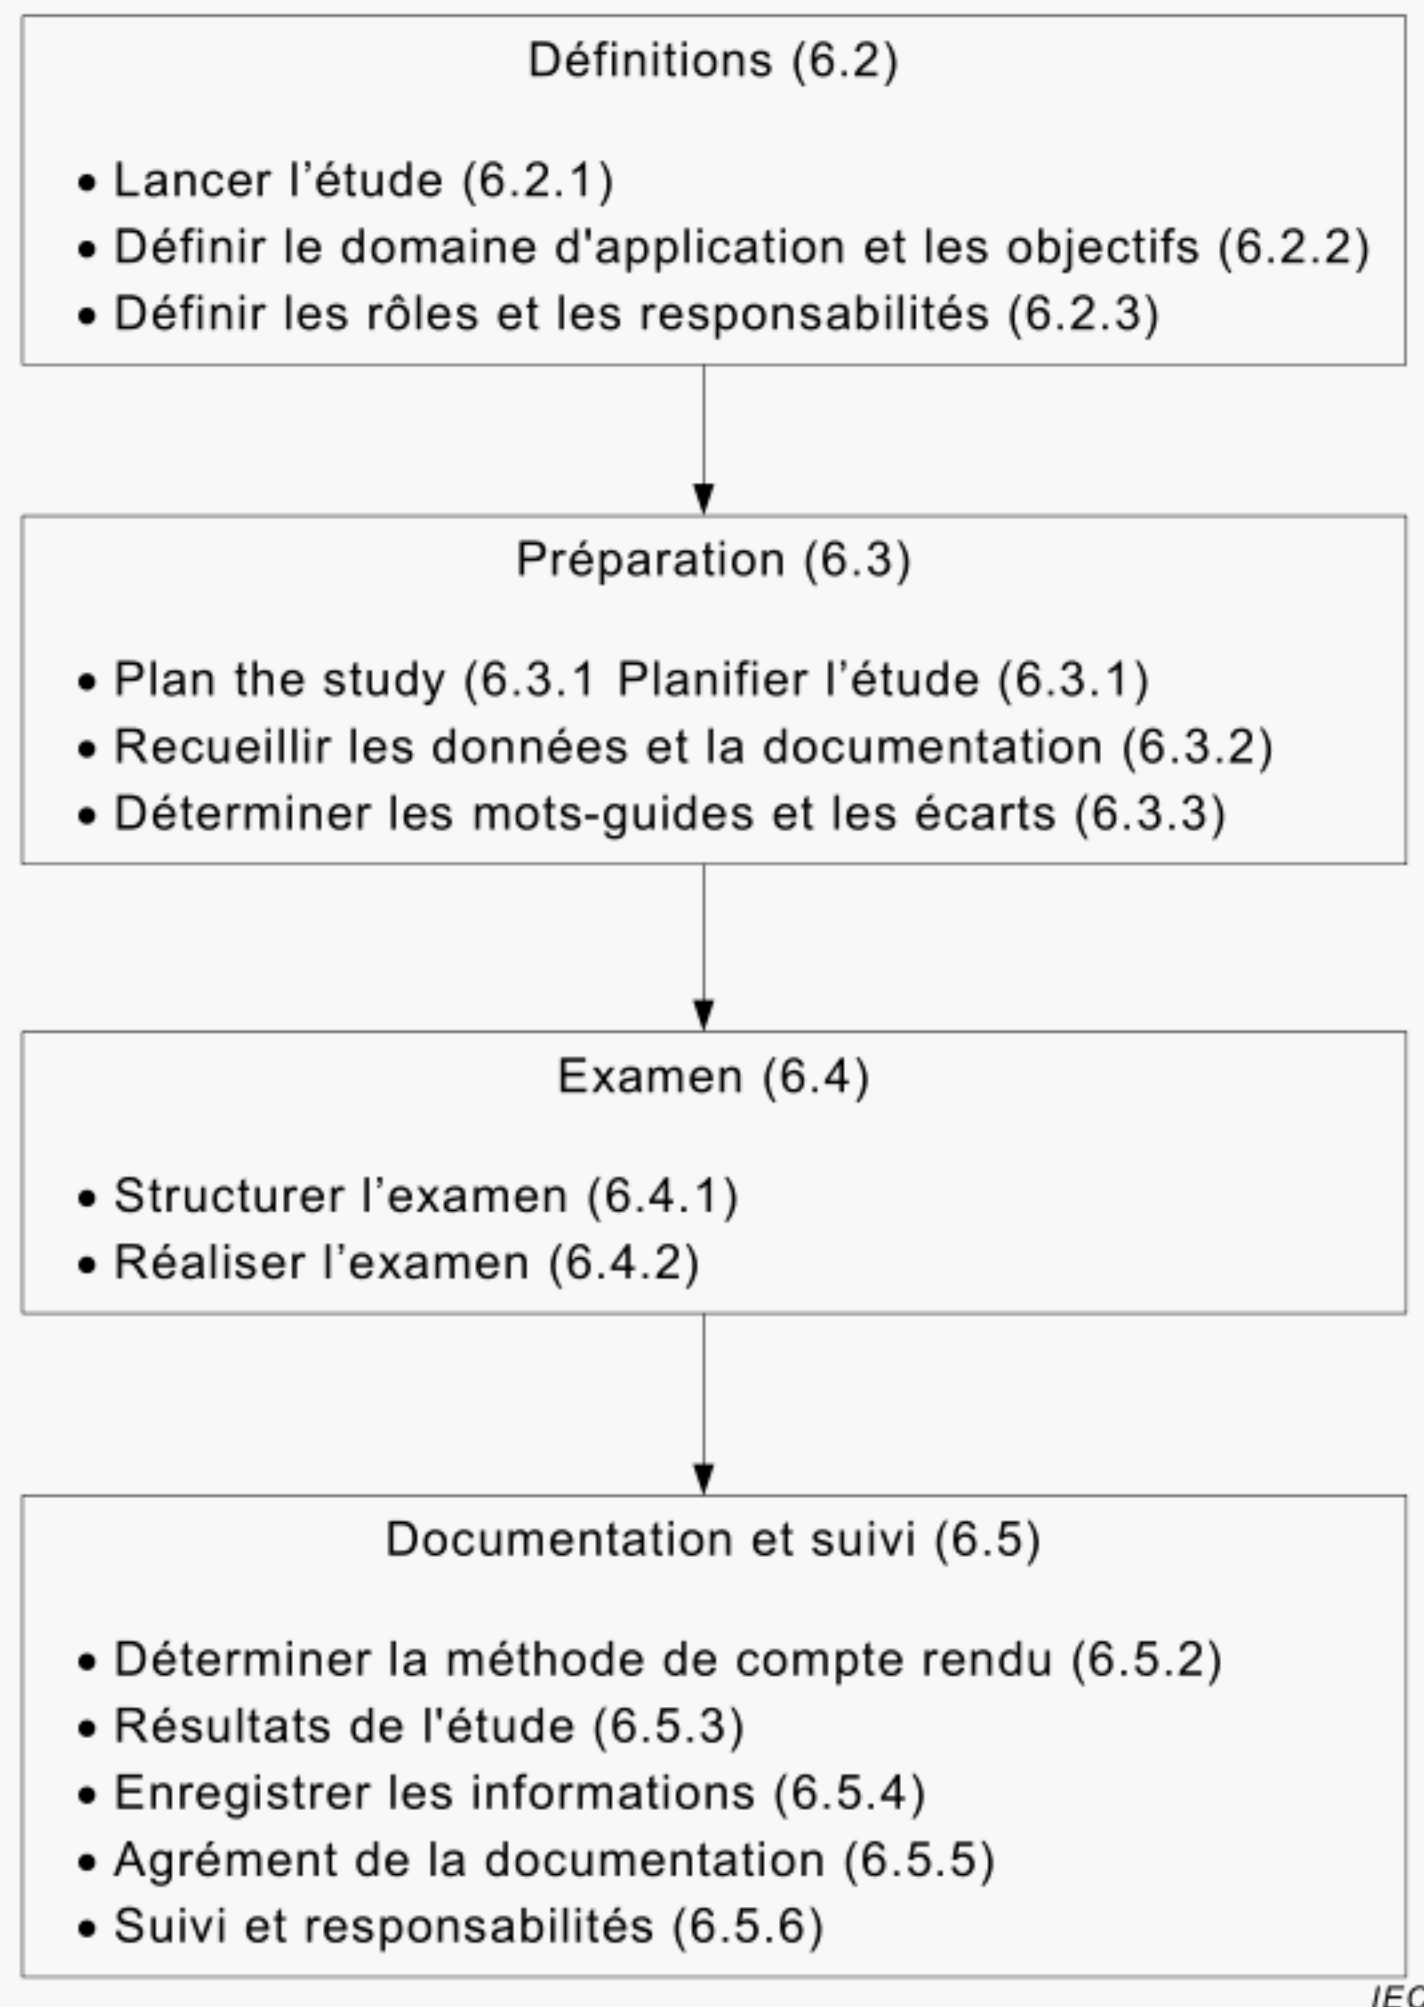 Définitions (6.2)
• Lancer l’étude (6.2.1)
• Définir le domaine d'application et les objectifs (6.2.2)
• Définir les rôles et les responsabilités (6.2.3)
Préparation (6.3)
• Plan the study (6.3.1 Planifier l’étude (6.3.1)
• Recueillir les données et la documentation (6.3.2)
• Déterminer les mots-guides et les écarts (6.3.3)
Examen (6.4)
• Structurer l’examen (6.4.1)
• Réaliser l’examen (6.4.2)
Documentation et suivi (6.5)
• Déterminer la méthode de compte rendu (6.5.2)
• Résultats de l'étude (6.5.3)
• Enregistrer les informations (6.5.4)
• Agrément de la documentation (6.5.5)
• Suivi et responsabilités (6.5.6)
IEC